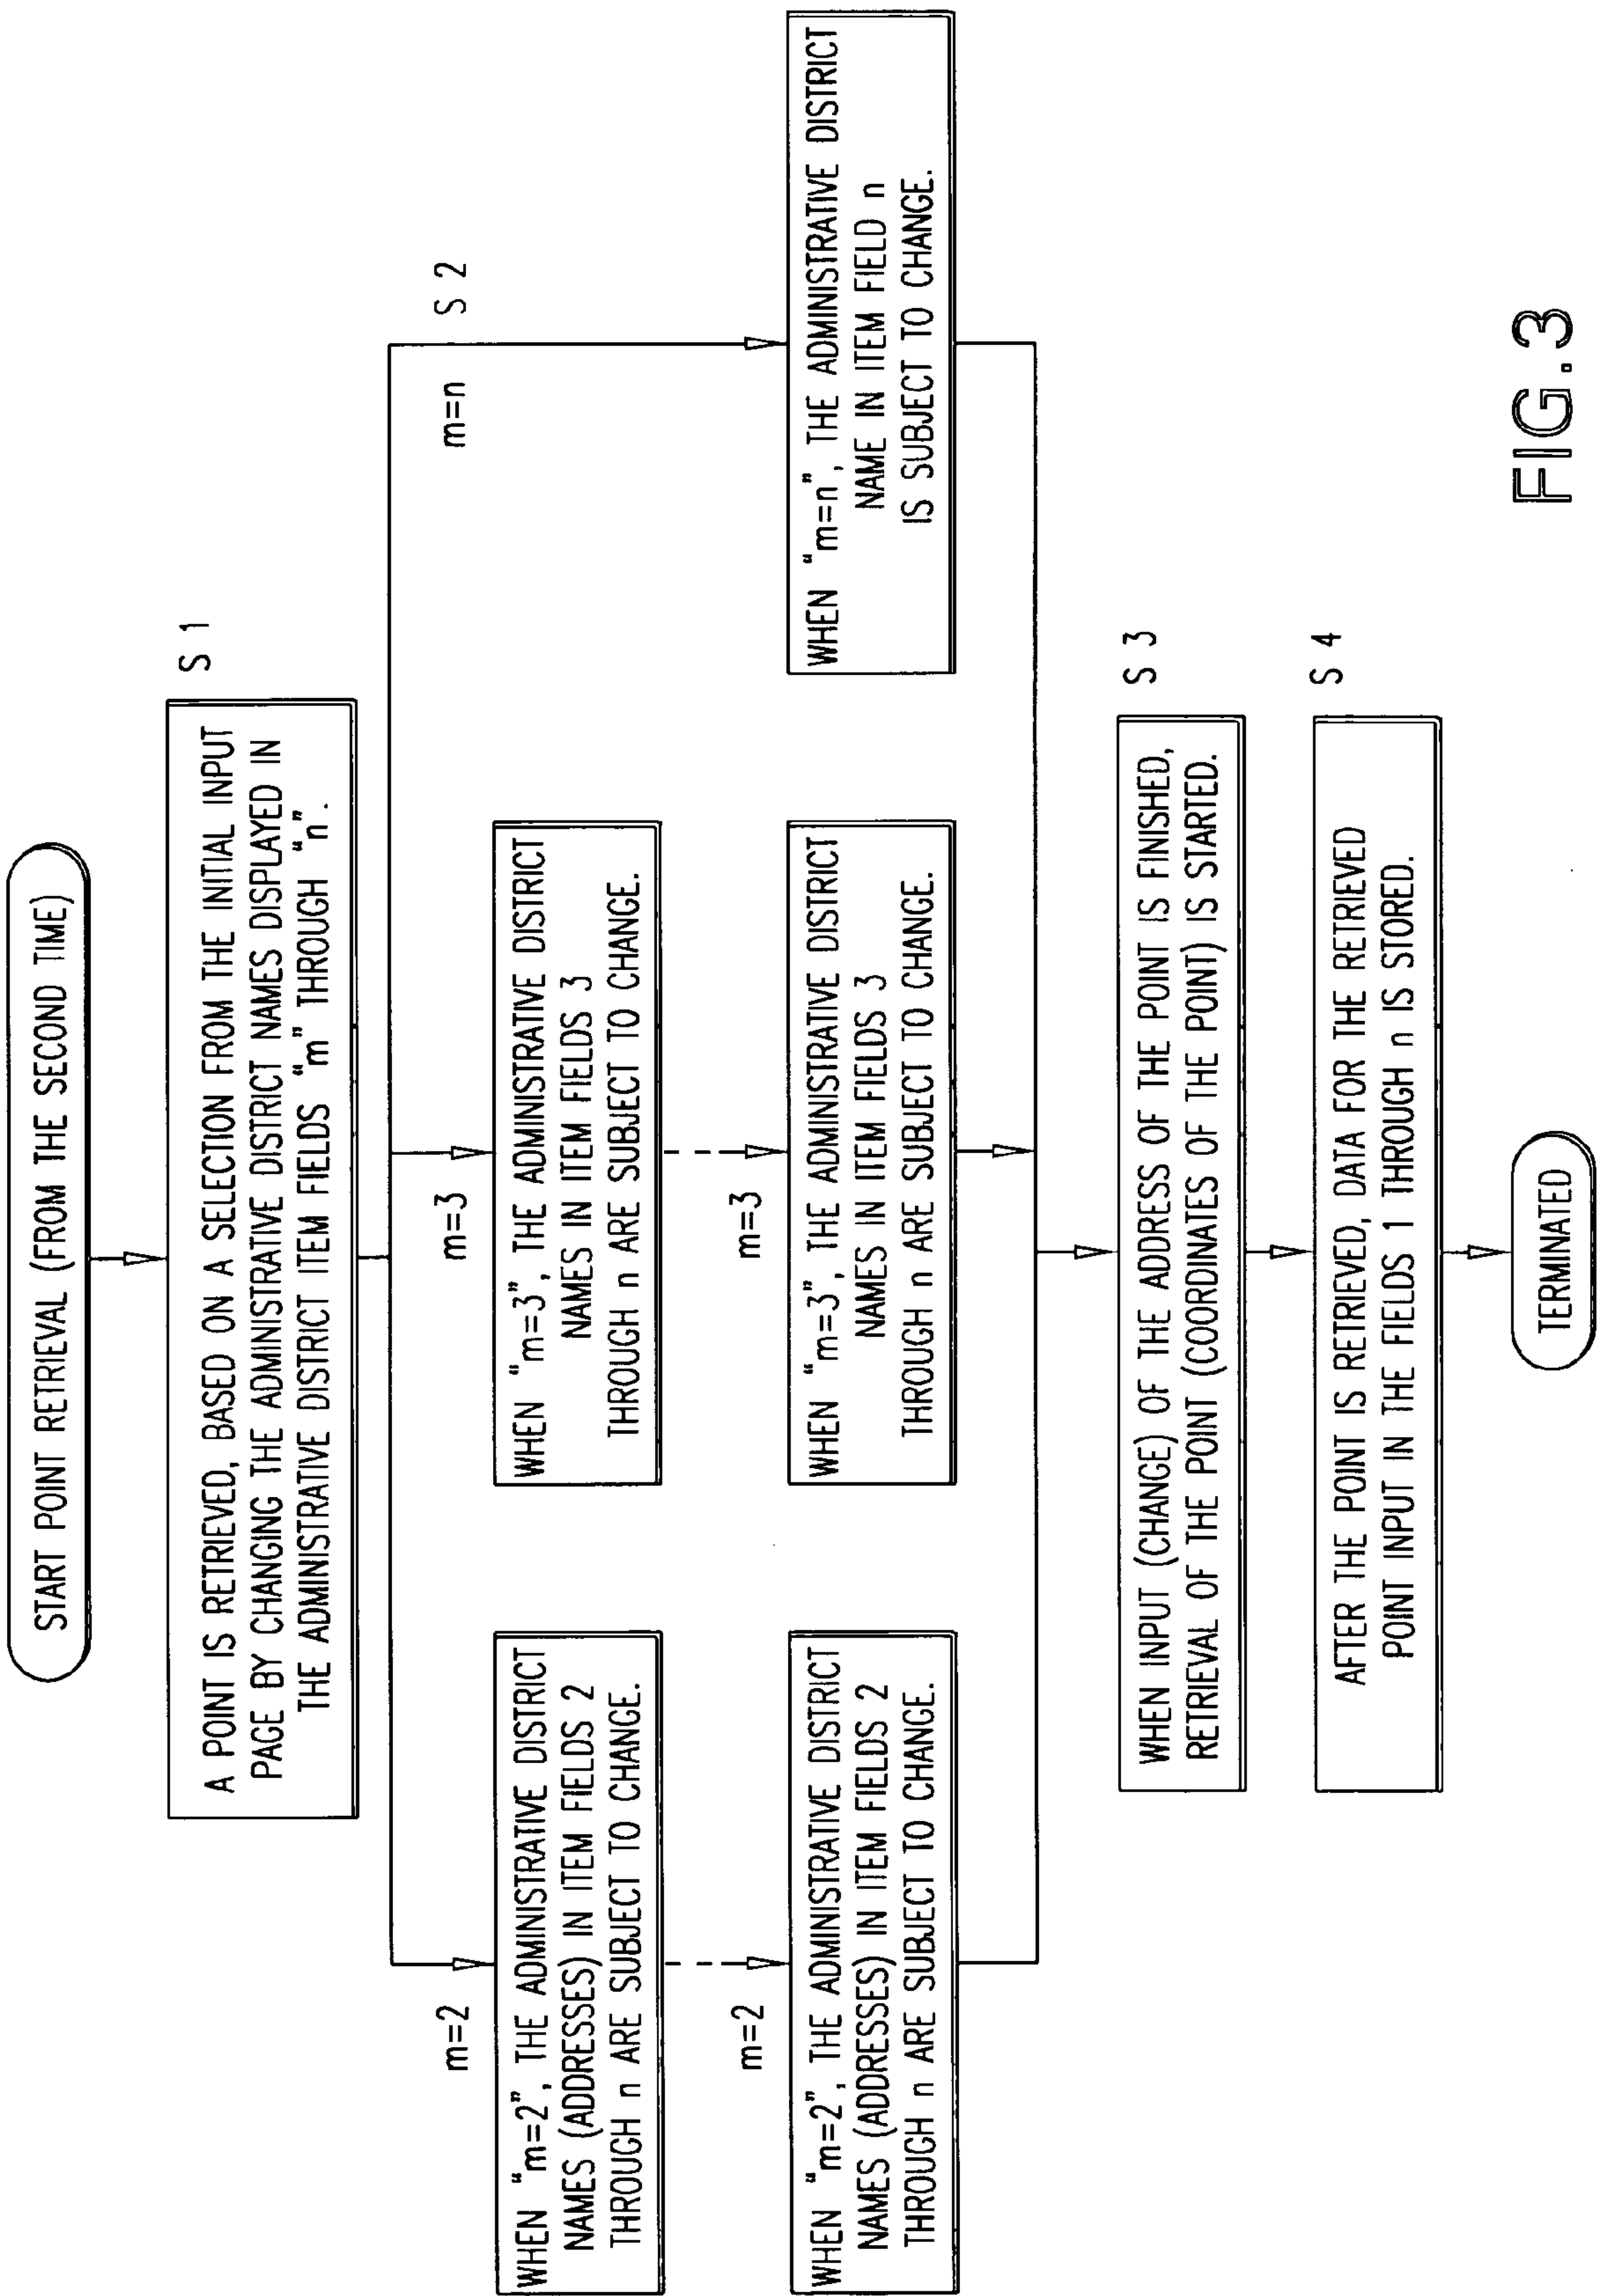 START POINT RETRIEVAL (FROM THE SECOND TIME)
S 1
A POINT IS RETRIEVED, BASED ON A SELECTION FROM THE INITIAL INPUT
PAGE BY CHANGING THE ADMINISTRATIVE DISTRICT NAMES DISPLAYED IN
THE ADMINISTRATIVE DISTRICT ITEM FIELDS “m” THROUGH “n”.
m=2
m=3
m=n
S 2
WHEN “m=2”, THE ADMINISTRATIVE DISTRICT
NAMES (ADDRESSES) IN ITEM FIELDS 2
THROUGH n ARE SUBJECT TO CHANGE.
WHEN “m=3”, THE ADMINISTRATIVE DISTRICT
NAMES IN ITEM FIELDS 3
THROUGH n ARE SUBJECT TO CHANGE.
m=2
m=3
WHEN “m=2”, THE ADMINISTRATIVE DISTRICT
NAMES (ADDRESSES) IN ITEM FIELDS 2
THROUGH n ARE SUBJECT TO CHANGE.
WHEN “m=3”, THE ADMINISTRATIVE DISTRICT
NAMES IN ITEM FIELDS 3
THROUGH n ARE SUBJECT TO CHANGE.
WHEN “m=n”, THE ADMINISTRATIVE DISTRICT
NAME IN ITEM FIELD n
IS SUBJECT TO CHANGE.
S 3
WHEN INPUT (CHANGE) OF THE ADDRESS OF THE POINT IS FINISHED,
RETRIEVAL OF THE POINT (COORDINATES OF THE POINT) IS STARTED.
S 4
AFTER THE POINT IS RETRIEVED, DATA FOR THE RETRIEVED
POINT INPUT IN THE FIELDS 1 THROUGH n IS STORED.
TERMINATED
FIG.3